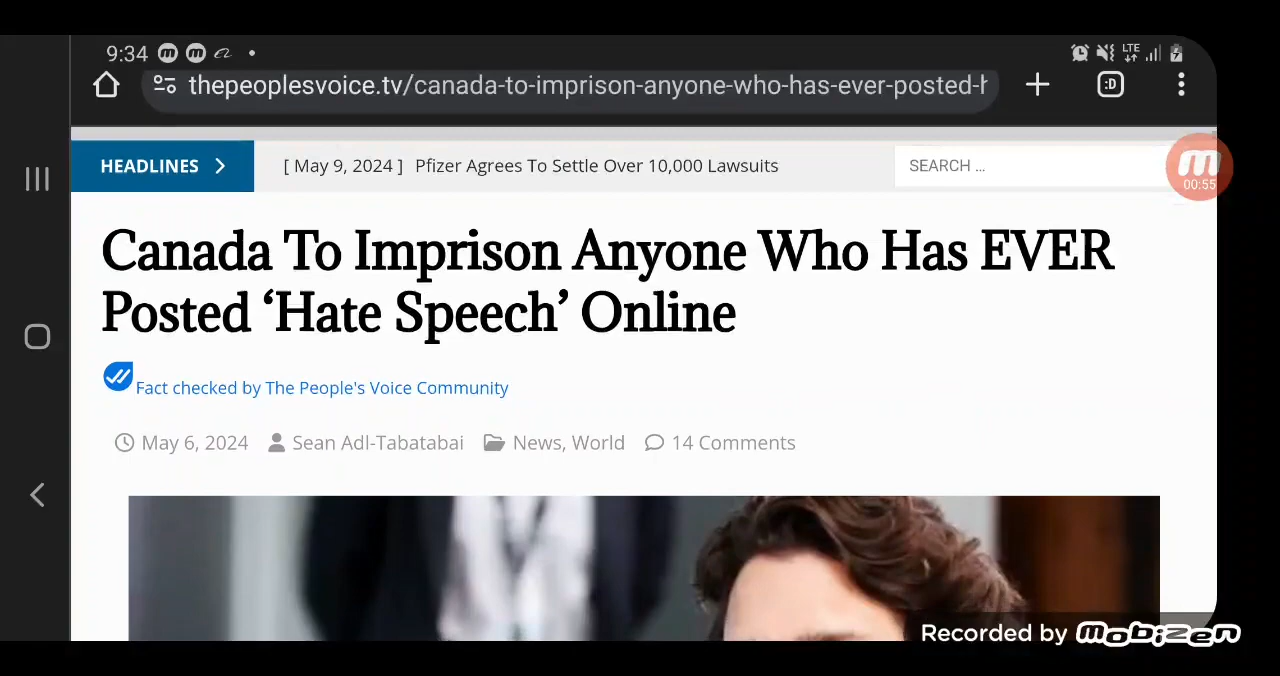 9:34
LTE
thepeoplesvoice.tv/canada-to-imprison-anyone-who-has-ever-posted-h
:D
HEADLINES
[ May 9, 2024 ] Pfizer Agrees To Settle Over 10,000 Lawsuits
SEARCH …
00:55
Canada To Imprison Anyone Who Has EVER
Posted ‘Hate Speech’ Online
Fact checked by The People's Voice Community
May 6, 2024 Sean Adl-Tabatabai News, World 14 Comments
Recorded by mobizen